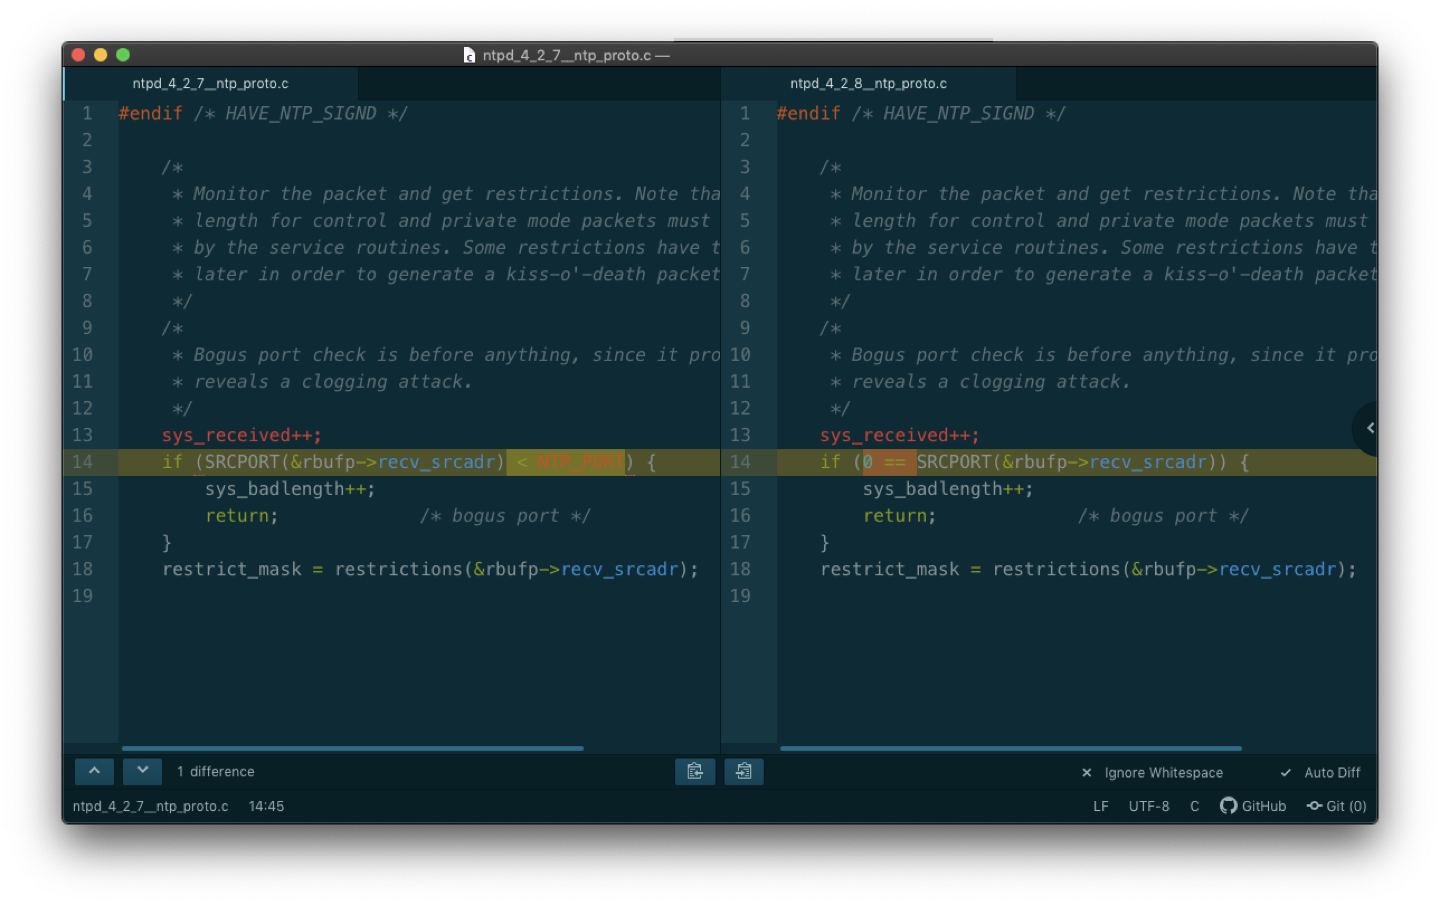 ntpd_4_2_7__ntp_proto.c —
ntpd_4_2_7__ntp_proto.c
1 #endif /* HAVE_NTP_SIGND */
2
3 /*
4 * Monitor the packet and get restrictions. Note tha
5 * length for control and private mode packets must
6 * by the service routines. Some restrictions have t
7 * later in order to generate a kiss-o'-death packet
8 */
9 /*
10 * Bogus port check is before anything, since it pro
11 * reveals a clogging attack.
12 */
13 sys_received++;
14 if (SRCPORT(&rbufp->recv_srcadr) < NTP_PORT) {
15 sys_badlength++;
16 return; /* bogus port */
17 }
18 restrict_mask = restrictions(&rbufp->recv_srcadr);
19
ntpd_4_2_8__ntp_proto.c
1 #endif /* HAVE_NTP_SIGND */
2
3 /*
4 * Monitor the packet and get restrictions. Note tha
5 * length for control and private mode packets must
6 * by the service routines. Some restrictions have t
7 * later in order to generate a kiss-o'-death packet
8 */
9 /*
10 * Bogus port check is before anything, since it pro
11 * reveals a clogging attack.
12 */
13 sys_received++;
14 if (0 == SRCPORT(&rbufp->recv_srcadr)) {
15 sys_badlength++;
16 return; /* bogus port */
17 }
18 restrict_mask = restrictions(&rbufp->recv_srcadr);
19
1 difference
Ignore Whitespace
Auto Diff
ntpd_4_2_7__ntp_proto.c 14:45
LF UTF-8 C GitHub Git (0)